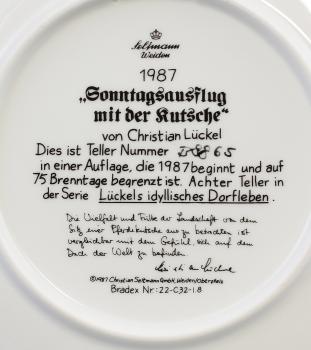 Seltmann
Weiden
1987
„Sonntagsausflug
mit der Kutsche“
von Christian Lückel
Dies ist Teller Nummer 65
in einer Auflage, die 1987 beginnt und auf
75 Brenntage begrenzt ist. Achter Teller in
der Serie Lückels idyllisches Dorfleben.
Die Vielfalt und Fülle der Landschaft von dem
Sitz einer Pferdekutsche aus zu betrachten ist
vergleichbar mit dem Gefühl, sich auf dem
Dach der Welt zu befinden.
Christian Lückel
©1987 Christian Seltmann GmbH, Weiden/Oberpfalz
Bradex Nr: 22-C32-1.8